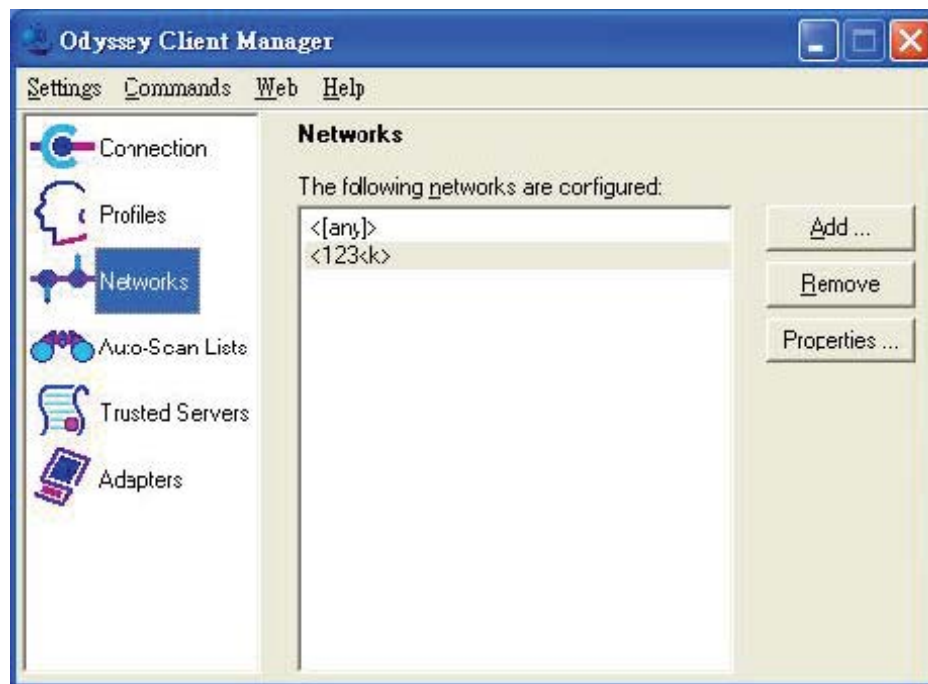 Odyssey Client Manager
Settings Commands Web Help
Connection
Profiles
Networks
Auto-Scan Lists
Trusted Servers
Adapters
Networks
The following networks are configured:
<[any]>
<123<k>
Add ...
Remove
Properties ...